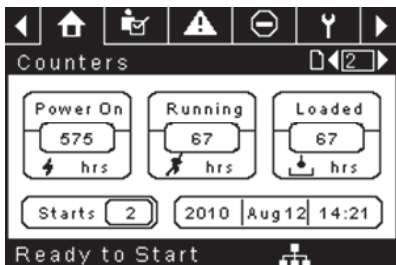 Counters 2
Power On Running Loaded
575 67 67
hrs hrs hrs
Starts 2 2010 Aug12 14:21
Ready to Start